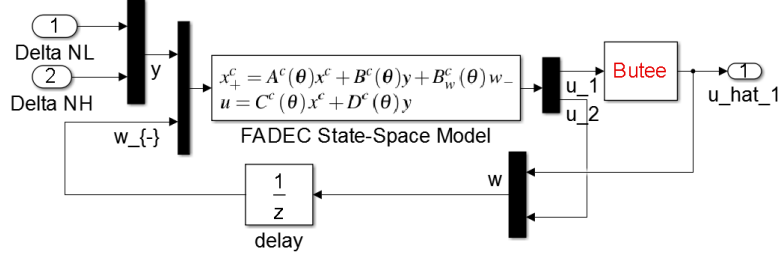 1
Delta NL
2
Delta NH
y
w_{-}
x^c_+ = A^c(θ)x^c + B^c(θ)y + B^c_w(θ)w_-
u = C^c(θ)x^c + D^c(θ)y
FADEC State-Space Model
u_1
u_2
Butee
1
u_hat_1
w
1
z
delay